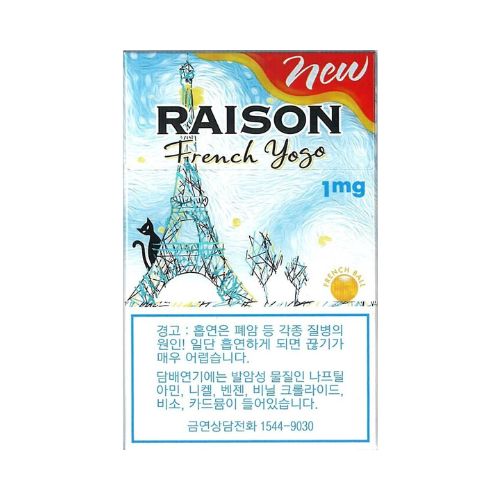 new
RAISON
French Yogo
1mg
FRENCH BALL
경고 : 흡연은 폐암 등 각종 질병의
원인! 일단 흡연하게 되면 끊기가
매우 어렵습니다.
담배연기에는 발암성 물질인 나프틸
아민, 니켈, 벤젠, 비닐 크롤라이드,
비소, 카드뮴이 들어있습니다.
금연상담전화 1544-9030